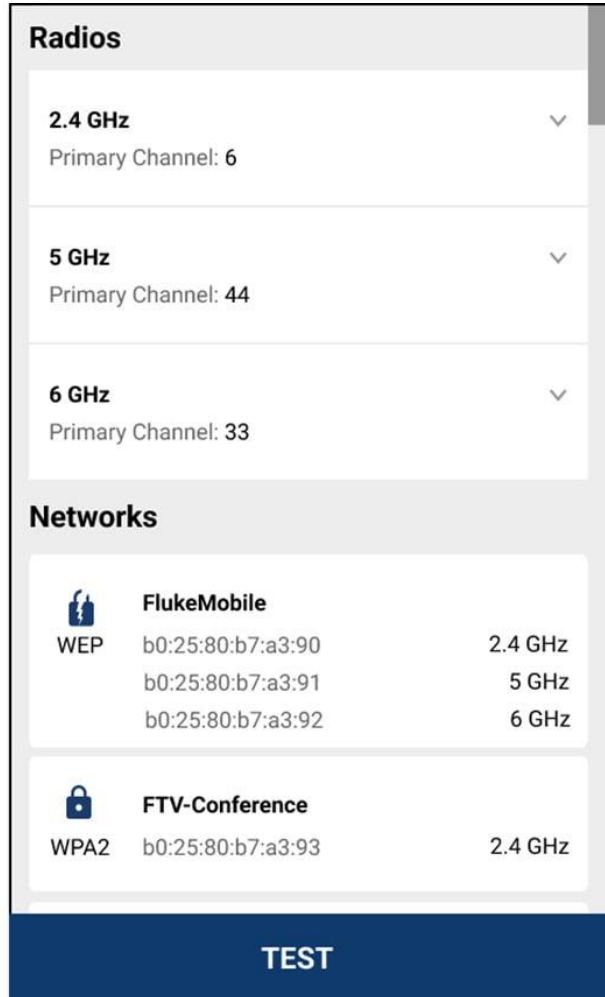 Radios
2.4 GHz
Primary Channel: 6
5 GHz
Primary Channel: 44
6 GHz
Primary Channel: 33
Networks
FlukeMobile
WEP b0:25:80:b7:a3:90 2.4 GHz
b0:25:80:b7:a3:91 5 GHz
b0:25:80:b7:a3:92 6 GHz
FTV-Conference
WPA2 b0:25:80:b7:a3:93 2.4 GHz
TEST